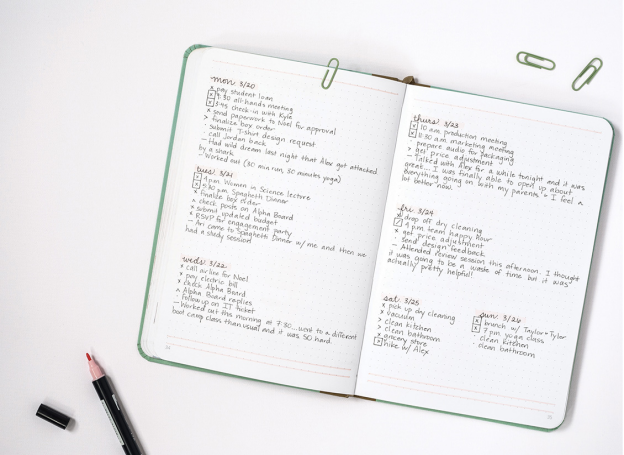 mon. 3/20
x pay student loan
x 9:30 all-hands meeting
x 3:45 check-in with Kyle
x send paperwork to Noel for approval
> finalize box order
· submit T-shirt design request
· call Jordan back
— Had wild dream last night that Alex got attacked
by a shark
— Worked out (30 min run, 30 minutes yoga)
tues. 3/21
x 4 p.m. Women in Science lecture
x 5:30 p.m. Spaghetti Dinner
x finalize box order
x check posts on Alpha Board
x submit updated budget
x RSVP for engagement party
— Ari came to Spaghetti Dinner w/ me and then we
had a study session!
weds. 3/22
x call airline for Noel
x pay electric bill
x check Alpha Board
Alpha Board replies
follow up on IT ticket
— Worked out this morning at 7:30...went to a different
boot camp class than usual and it was SO hard.
thurs. 3/23
x 10 a.m. production meeting
x 11:30 a.m. marketing meeting
· prepare audio for packaging
> get price adjustment
— Talked with Alex for a while tonight and it was
great... I was finally able to open up about
everything going on with my parents. I feel a
lot better now.
fri. 3/24
x drop off dry cleaning
/ 4 p.m. team happy hour
x get price adjustment
· send design feedback
— Attended review session this afternoon. I thought
it was going to be a waste of time but it was
actually pretty helpful!
sat. 3/25
x pick up dry cleaning
x vacuum
> clean kitchen
> clean bathroom
x grocery store
x hike w/ Alex
sun. 3/26
x brunch w/ Taylor + Tyler
x 7 p.m. yoga class
· clean kitchen
· clean bathroom